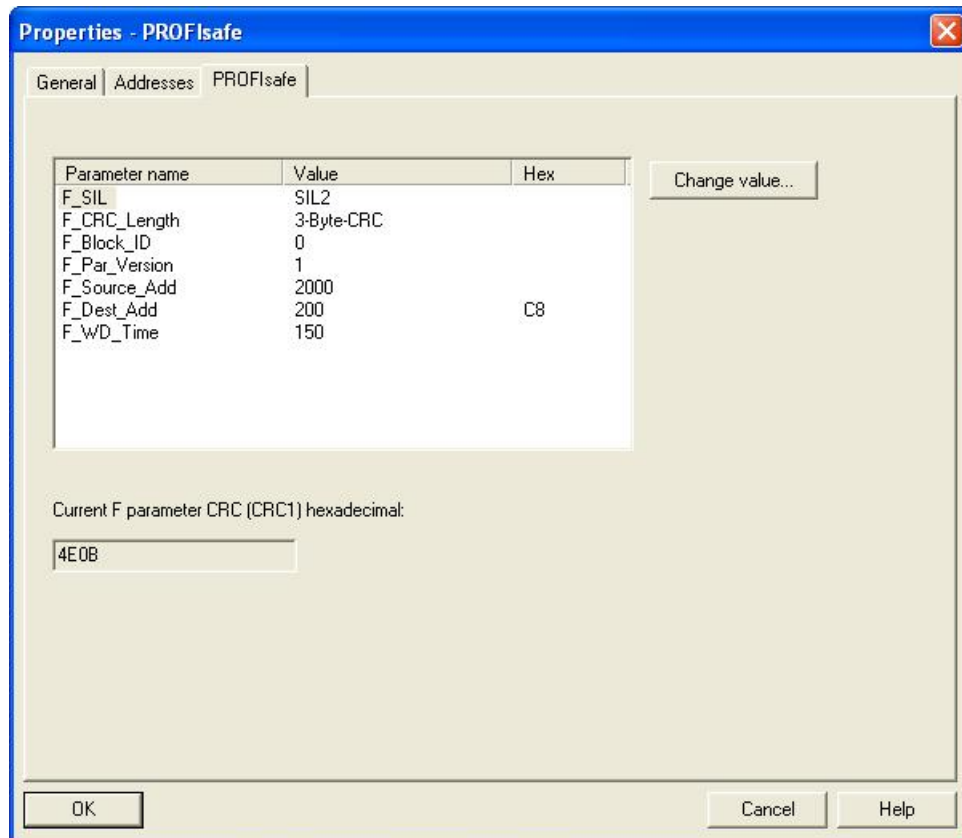 Properties - PROFIsafe
General Addresses PROFIsafe
Parameter name Value Hex
Change value...
F_SIL SIL2
F_CRC_Length 3-Byte-CRC
F_Block_ID 0
F_Par_Version 1
F_Source_Add 2000
F_Dest_Add 200 C8
F_WD_Time 150
Current F parameter CRC (CRC1) hexadecimal:
4E0B
OK Cancel Help